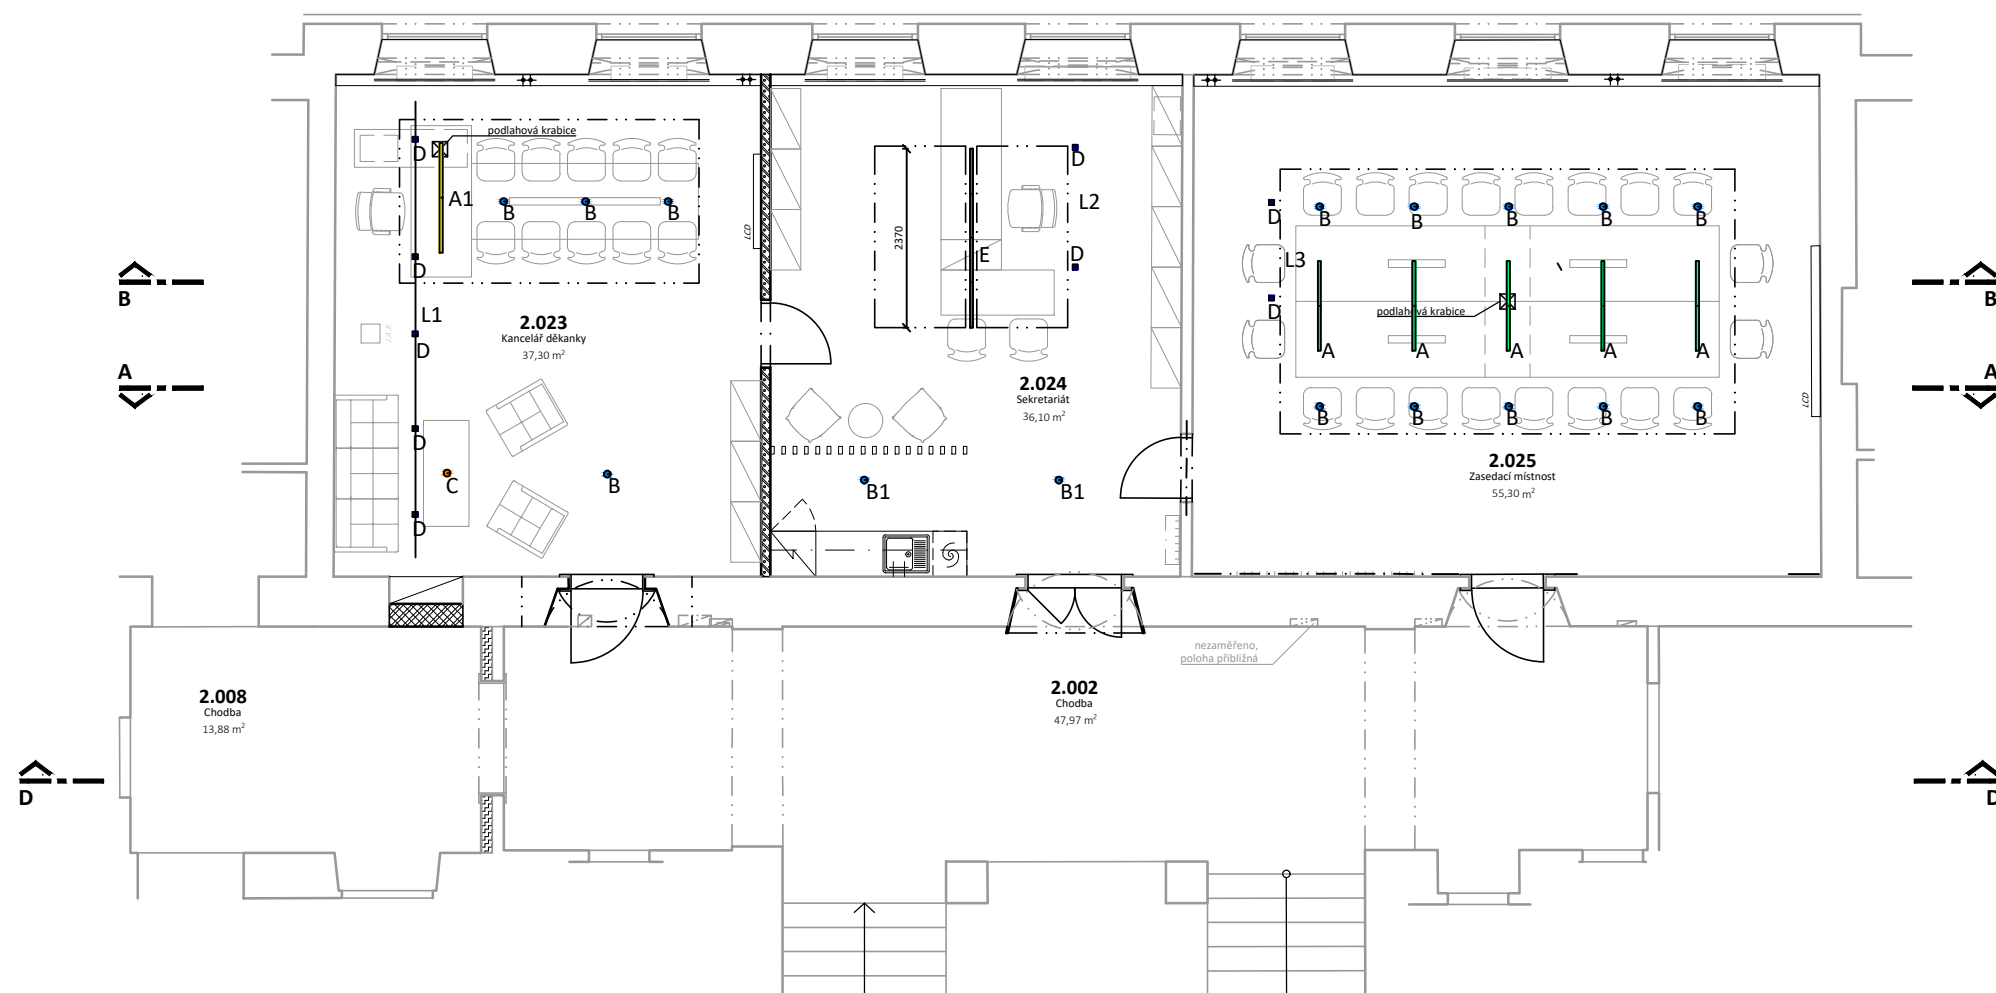 podlahová krabice
D
A1
B
B
B
D
L1
2.023
Kancelář děkanky
37,30 m²
D
D
C
B
D
LCD
2370
E
D
L2
D
2.024
Sekretariát
36,10 m²
B1
B1
D
B
B
B
B
B
L3
D
podlahová krabice
A
A
A
A
A
B
B
B
B
B
LCD
2.025
Zasedací místnost
55,30 m²
B
B
A
A
nezaměřeno,
poloha přibližná
2.008
Chodba
13,88 m²
2.002
Chodba
47,97 m²
D
D